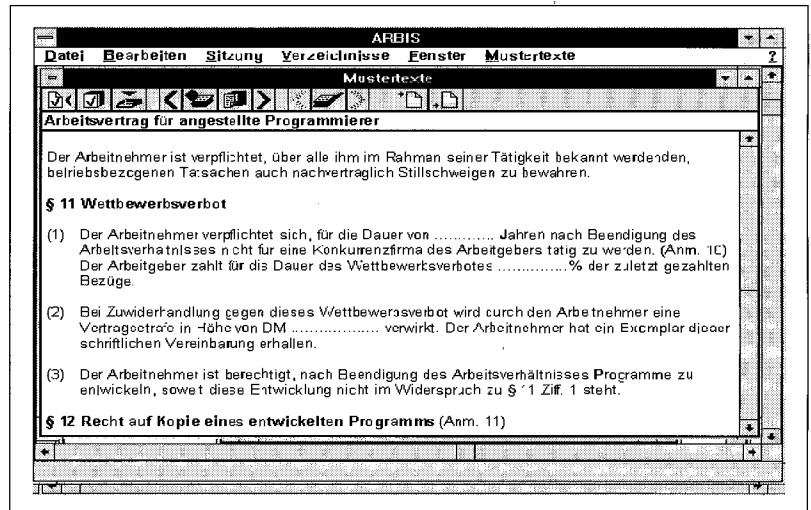 ARBIS
Datei Bearbeiten Sitzung Verzeichnisse Fenster Mustertexte ?
Mustertexte
Arbeitsvertrag für angestellte Programmierer
Der Arbeitnehmer ist verpflichtet, über alle ihm im Rahman seiner Tätigkeit bekannt werdenden,
betriebsbezogenen Tatsachen auch nachvertraglich Stillschweigen zu bewahren.
§ 11 Wettbewerbsverbot
(1) Der Arbeitnehmer verpflichtet sich, für die Dauer von ............. Jahren nach Beendigung des
Arbeitsverhältnisses nicht für eine Konkurrenzfirma des Arbeitgebers tätig zu werden. (Anm. 10)
Der Arbeitgeber zahlt für die Dauer des Wettbewerbsverbotes ...............% der zuletzt gezahlten
Bezüge.
(2) Bei Zuwiderhandlung gegen dieses Wettbewerbsverbot wird durch den Arbeitnehmer eine
Vertragsstrafe in Höhe von DM ................... verwirkt. Der Arbeitnehmer hat ein Exemplar dieser
schriftlichen Vereinbarung erhalten.
(3) Der Arbeitnehmer ist berechtigt, nach Beendigung des Arbeitsverhältnisses Programme zu
entwickeln, soweit diese Entwicklung nicht im Widerspruch zu § 11 Ziff. 1 steht.
§ 12 Recht auf Kopie eines entwickelten Programms (Anm. 11)